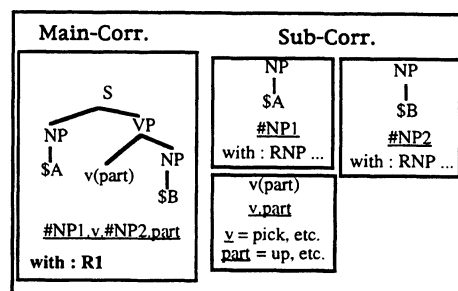 Main-Corr.
S
NP
VP
$A
v(part)
NP
$B
#NP1,v,#NP2,part
with : R1
Sub-Corr.
NP
$A
#NP1
with : RNP ...
NP
$B
#NP2
with : RNP ...
v(part)
v,part
v = pick, etc.
part = up, etc.